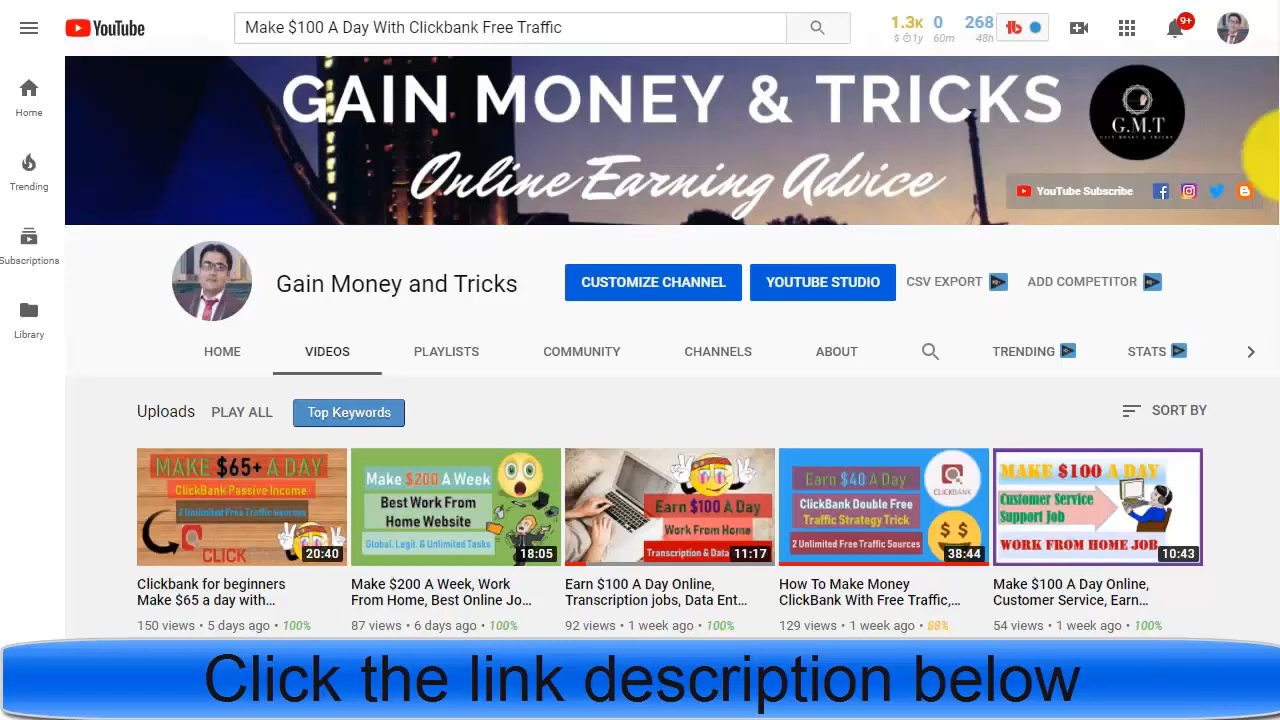 YouTube
Make $100 A Day With Clickbank Free Traffic
1.3K 0 268
$ 1y 60m 48h
9+
Home
Trending
Subscriptions
Library
GAIN MONEY & TRICKS
Online Earning Advice
G.M.T
GAIN MONEY & TRICKS
YouTube Subscribe
Gain Money and Tricks
CUSTOMIZE CHANNEL
YOUTUBE STUDIO
CSV EXPORT
ADD COMPETITOR
HOME VIDEOS PLAYLISTS COMMUNITY CHANNELS ABOUT TRENDING STATS
Uploads PLAY ALL Top Keywords SORT BY
MAKE $65+ A DAY
ClickBank Passive Income
2 Unlimited Free Traffic Sources
CLICK
20:40
Clickbank for beginners
Make $65 a day with...
150 views • 5 days ago • 100%
Make $200 A Week
Best Work From
Home Website
Global, Legit, & Unlimited Tasks
18:05
Make $200 A Week, Work
From Home, Best Online Jo...
87 views • 6 days ago • 100%
Earn $100 A Day
Work From Home
Transcription & Data
11:17
Earn $100 A Day Online,
Transcription jobs, Data Ent...
92 views • 1 week ago • 100%
Earn $40 A Day
ClickBank Double Free
Traffic Strategy Trick
2 Unlimited Free Traffic Sources
CLICKBANK
38:44
How To Make Money
ClickBank With Free Traffic,...
129 views • 1 week ago • 88%
MAKE $100 A DAY
Customer Service
Support Job
WORK FROM HOME JOB
10:43
Make $100 A Day Online,
Customer Service, Earn...
54 views • 1 week ago • 100%
Click the link description below